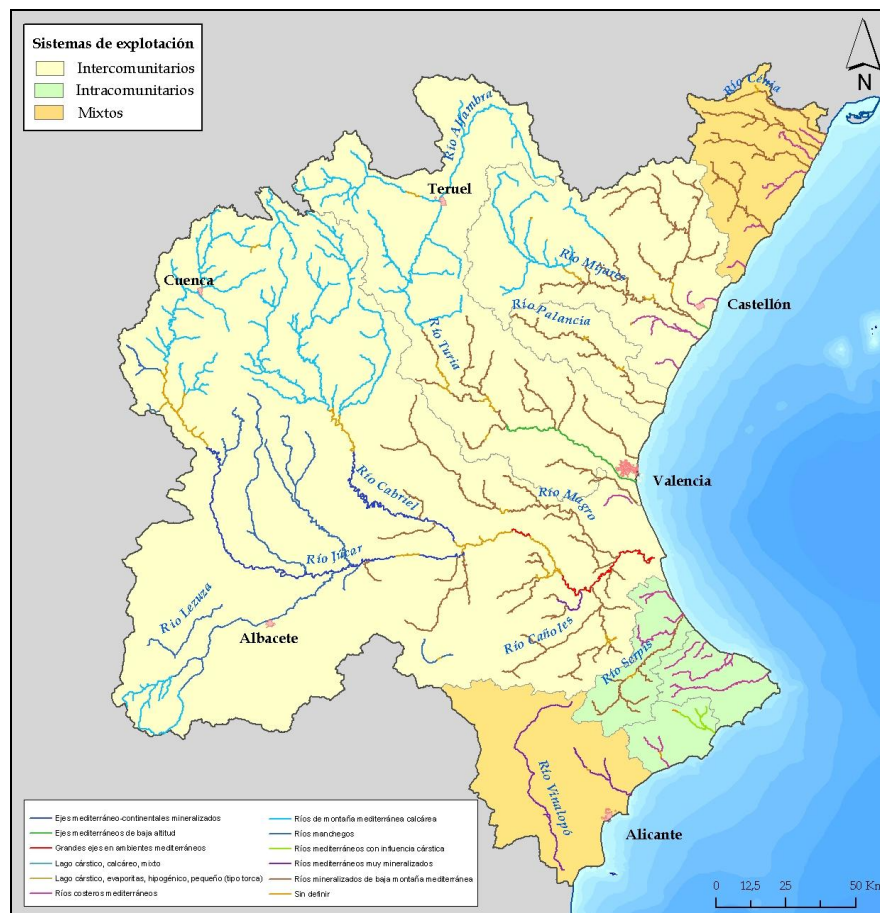 Sistemas de explotación
Intercomunitarios
Intracomunitarios
Mixtos
N
Río Cénia
Río Alfambra
Teruel
Cuenca
Río Mijares
Castellón
Río Palancia
Río Turia
Valencia
Río Cabriel
Río Magro
Río Júcar
Río Lezuza
Albacete
Río Cañoles
Río Serpis
Río Vinalopó
Alicante
Ejes mediterráneo-continentales mineralizados
Ejes mediterráneos de baja altitud
Grandes ejes en ambientes mediterráneos
Lago cárstico, calcáreo, mixto
Lago cárstico, evaporitas, hipogénico, pequeño (tipo torca)
Ríos costeros mediterráneos
Ríos de montaña mediterránea calcárea
Ríos manchegos
Ríos mediterráneos con influencia cárstica
Ríos mediterráneos muy mineralizados
Ríos mineralizados de baja montaña mediterránea
Sin definir
0 12,5 25 50 Km